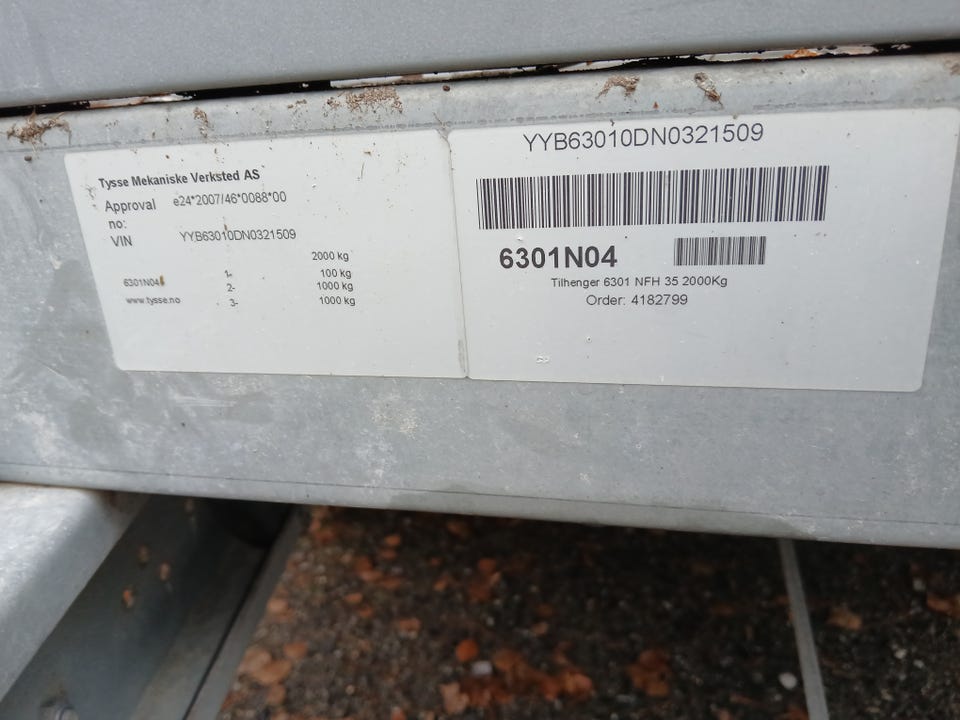 Tysse Mekaniske Verksted AS
Approval no: e24*2007/46*0088*00
VIN YYB63010DN0321509
2000 kg
6301N04 1- 100 kg
2- 1000 kg
www.tysse.no 3- 1000 kg
YYB63010DN0321509
6301N04
Tilhenger 6301 NFH 35 2000Kg
Order: 4182799